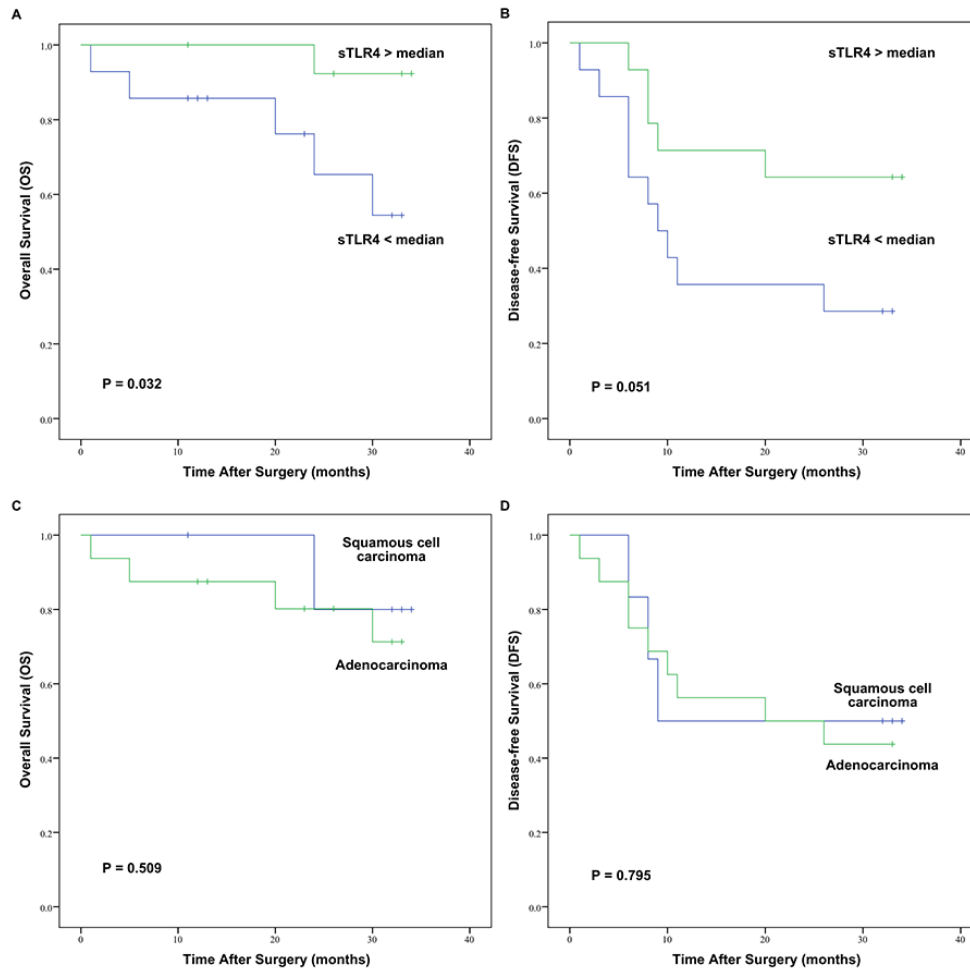 A
sTLR4 > median
sTLR4 < median
P = 0.032
Overall Survival (OS)
1.0
0.8
0.6
0.4
0.2
0.0
0
10
20
30
40
Time After Surgery (months)
B
sTLR4 > median
sTLR4 < median
P = 0.051
Disease-free Survival (DFS)
1.0
0.8
0.6
0.4
0.2
0.0
0
10
20
30
40
Time After Surgery (months)
C
Squamous cell
carcinoma
Adenocarcinoma
P = 0.509
Overall Survival (OS)
1.0
0.8
0.6
0.4
0.2
0.0
0
10
20
30
40
Time After Surgery (months)
D
Squamous cell
carcinoma
Adenocarcinoma
P = 0.795
Disease-free Survival (DFS)
1.0
0.8
0.6
0.4
0.2
0.0
0
10
20
30
40
Time After Surgery (months)